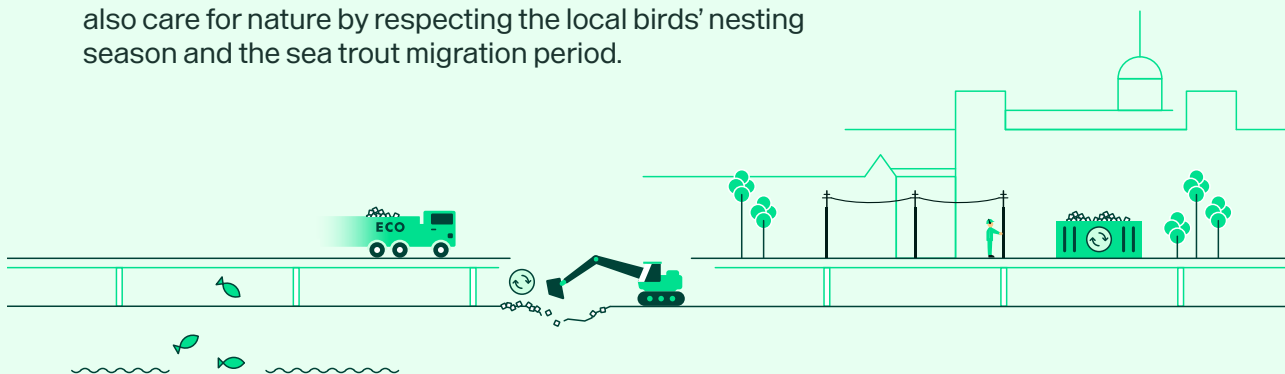 also care for nature by respecting the local birds’ nesting
season and the sea trout migration period.
ECO